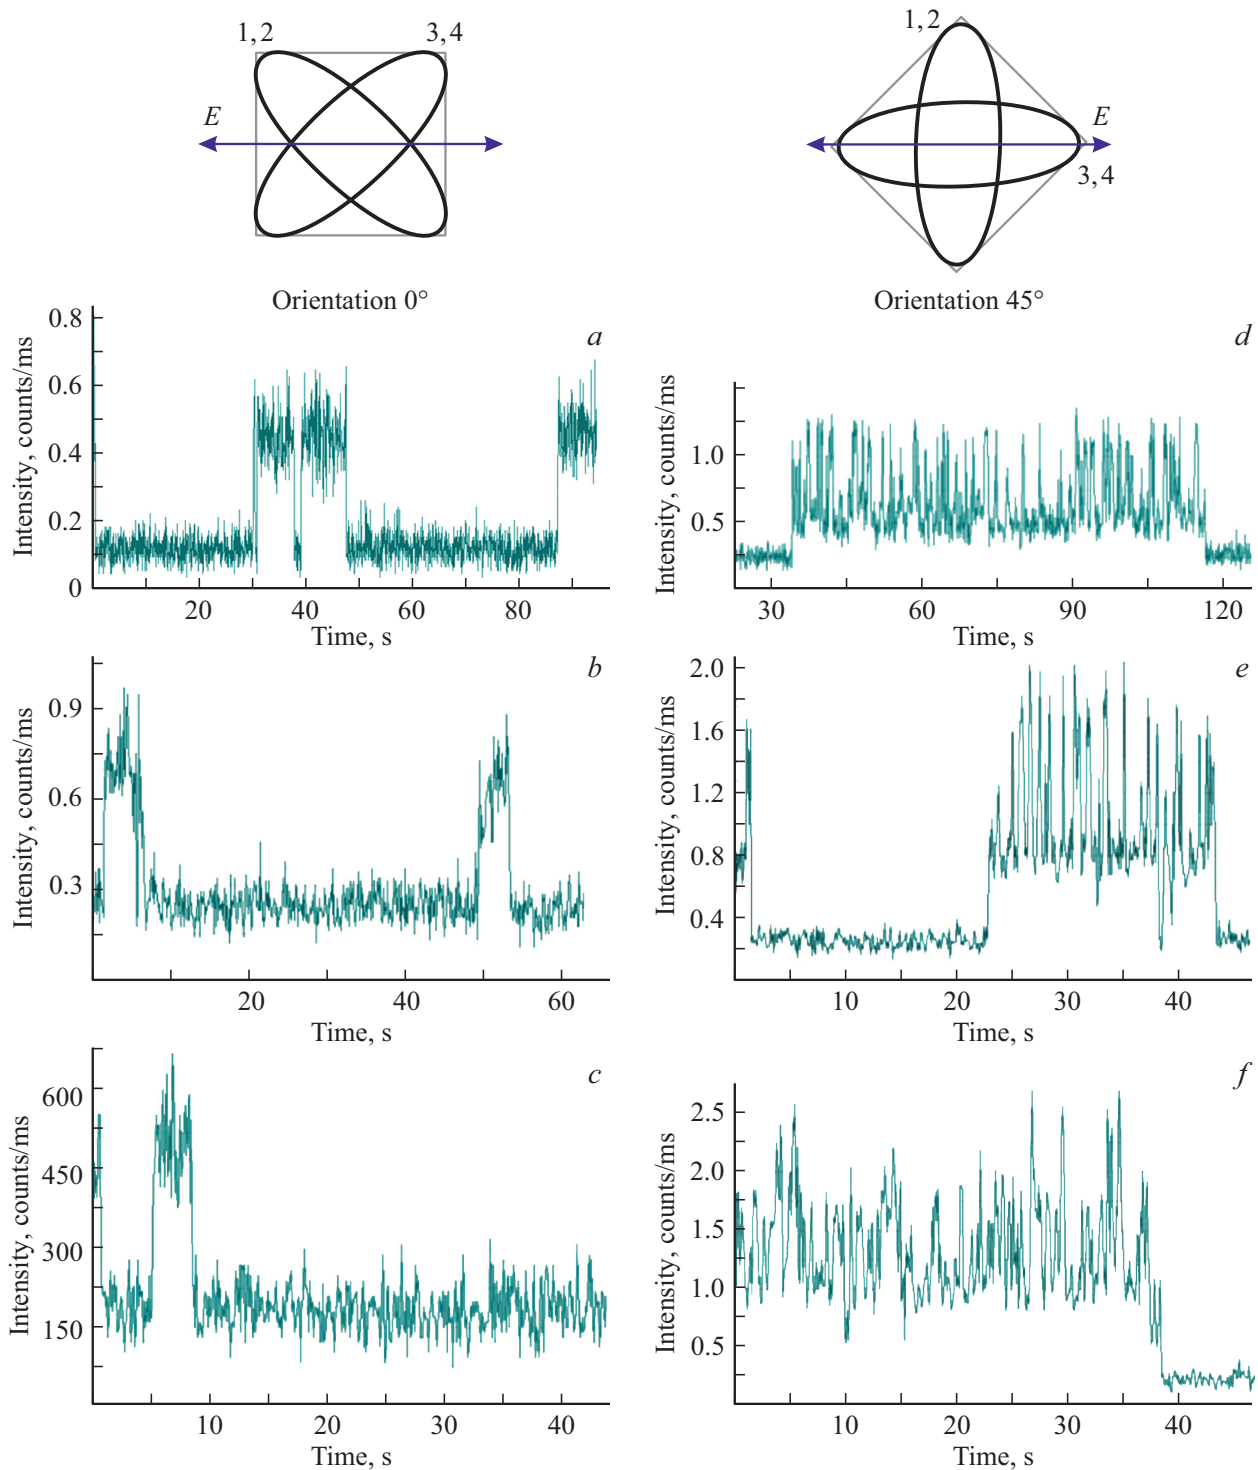 1, 2
3, 4
E
Orientation 0°
1, 2
E
3, 4
Orientation 45°
a
Intensity, counts/ms
0.8
0.6
0.4
0.2
0
20
40
60
80
Time, s
d
Intensity, counts/ms
1.0
0.5
30
60
90
120
Time, s
b
Intensity, counts/ms
0.9
0.6
0.3
20
40
60
Time, s
e
Intensity, counts/ms
2.0
1.6
1.2
0.8
0.4
10
20
30
40
Time, s
c
Intensity, counts/ms
600
450
300
150
10
20
30
40
Time, s
f
Intensity, counts/ms
2.5
2.0
1.5
1.0
0.5
10
20
30
40
Time, s